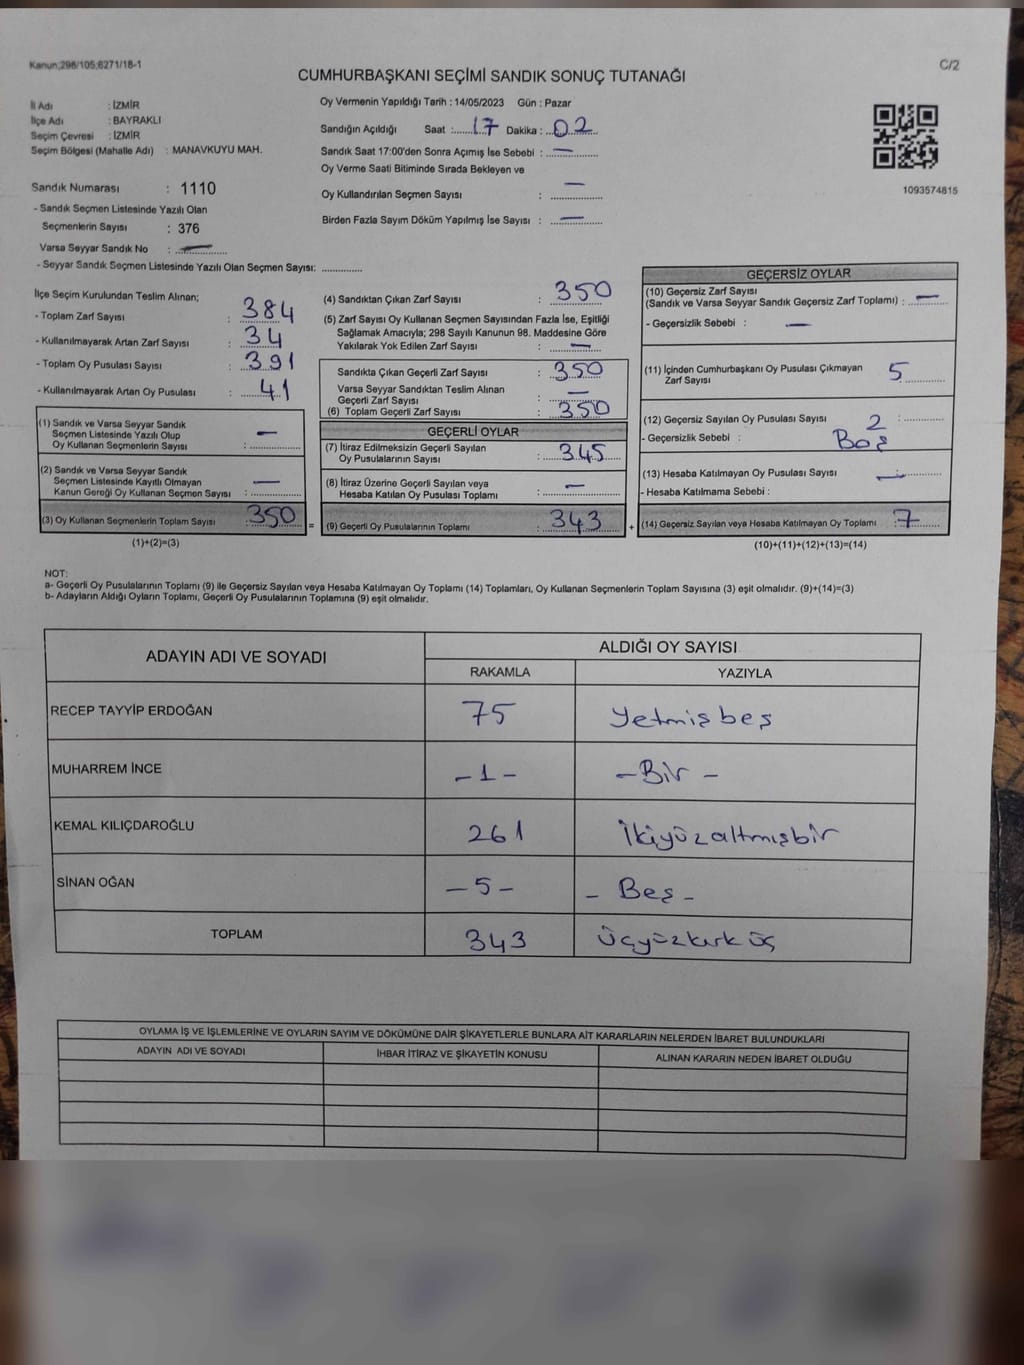 Kanun;298/105;6271/18-1
C/2
CUMHURBAŞKANI SEÇİMİ SANDIK SONUÇ TUTANAĞI
İl Adı : İZMİR
İlçe Adı : BAYRAKLI
Seçim Çevresi : İZMİR
Seçim Bölgesi (Mahalle Adı) : MANAVKUYU MAH.
Sandık Numarası : 1110
- Sandık Seçmen Listesinde Yazılı Olan
Seçmenlerin Sayısı : 376
Varsa Seyyar Sandık No : —
- Seyyar Sandık Seçmen Listesinde Yazılı Olan Seçmen Sayısı: ..............
Oy Vermenin Yapıldığı Tarih : 14/05/2023 Gün : Pazar
Sandığın Açıldığı Saat : 17 Dakika : 02
Sandık Saat 17:00'den Sonra Açımış İse Sebebi : —
Oy Verme Saati Bitiminde Sırada Bekleyen ve
Oy Kullandırılan Seçmen Sayısı : —
Birden Fazla Sayım Döküm Yapılmış İse Sayısı : —
1093574815
İlçe Seçim Kurulundan Teslim Alınan;
- Toplam Zarf Sayısı : 384
- Kullanılmayarak Artan Zarf Sayısı : 34
- Toplam Oy Pusulası Sayısı : 391
- Kullanılmayarak Artan Oy Pusulası : 41
(1) Sandık ve Varsa Seyyar Sandık
Seçmen Listesinde Yazılı Olup
Oy Kullanan Seçmenlerin Sayısı : —
(2) Sandık ve Varsa Seyyar Sandık
Seçmen Listesinde Kayıtlı Olmayan
Kanun Gereği Oy Kullanan Seçmen Sayısı : —
(3) Oy Kullanan Seçmenlerin Toplam Sayısı : 350 =
(1)+(2)=(3)
(4) Sandıktan Çıkan Zarf Sayısı : 350
(5) Zarf Sayısı Oy Kullanan Seçmen Sayısından Fazla İse, Eşitliği
Sağlamak Amacıyla; 298 Sayılı Kanunun 98. Maddesine Göre
Yakılarak Yok Edilen Zarf Sayısı : —
Sandıkta Çıkan Geçerli Zarf Sayısı : 350
Varsa Seyyar Sandıktan Teslim Alınan
Geçerli Zarf Sayısı : —
(6) Toplam Geçerli Zarf Sayısı : 350
GEÇERLİ OYLAR
(7) İtiraz Edilmeksizin Geçerli Sayılan
Oy Pusulalarının Sayısı : 345
(8) İtiraz Üzerine Geçerli Sayılan veya
Hesaba Katılan Oy Pusulası Toplamı : —
(9) Geçerli Oy Pusulalarının Toplamı : 343 +
GEÇERSİZ OYLAR
(10) Geçersiz Zarf Sayısı
(Sandık ve Varsa Seyyar Sandık Geçersiz Zarf Toplamı) : —
- Geçersizlik Sebebi : —
(11) İçinden Cumhurbaşkanı Oy Pusulası Çıkmayan
Zarf Sayısı : 5
(12) Geçersiz Sayılan Oy Pusulası Sayısı : 2
- Geçersizlik Sebebi : Boş
(13) Hesaba Katılmayan Oy Pusulası Sayısı : —
- Hesaba Katılmama Sebebi :
(14) Geçersiz Sayılan veya Hesaba Katılmayan Oy Toplamı : 7
(10)+(11)+(12)+(13)=(14)
NOT:
a- Geçerli Oy Pusulalarının Toplamı (9) ile Geçersiz Sayılan veya Hesaba Katılmayan Oy Toplamı (14) Toplamları, Oy Kullanan Seçmenlerin Toplam Sayısına (3) eşit olmalıdır. (9)+(14)=(3)
b- Adayların Aldığı Oyların Toplamı, Geçerli Oy Pusulalarının Toplamına (9) eşit olmalıdır.
ADAYIN ADI VE SOYADI
ALDIĞI OY SAYISI
RAKAMLA YAZIYLA
RECEP TAYYİP ERDOĞAN 75 Yetmişbeş
MUHARREM İNCE -1- -Bir-
KEMAL KILIÇDAROĞLU 261 İkiyüzaltmışbir
SİNAN OĞAN -5- -Beş-
TOPLAM 343 Üçyüzkırk üç
OYLAMA İŞ VE İŞLEMLERİNE VE OYLARIN SAYIM VE DÖKÜMÜNE DAİR ŞİKAYETLERLE BUNLARA AİT KARARLARIN NELERDEN İBARET BULUNDUKLARI
ADAYIN ADI VE SOYADI İHBAR İTİRAZ VE ŞİKAYETİN KONUSU ALINAN KARARIN NEDEN İBARET OLDUĞU